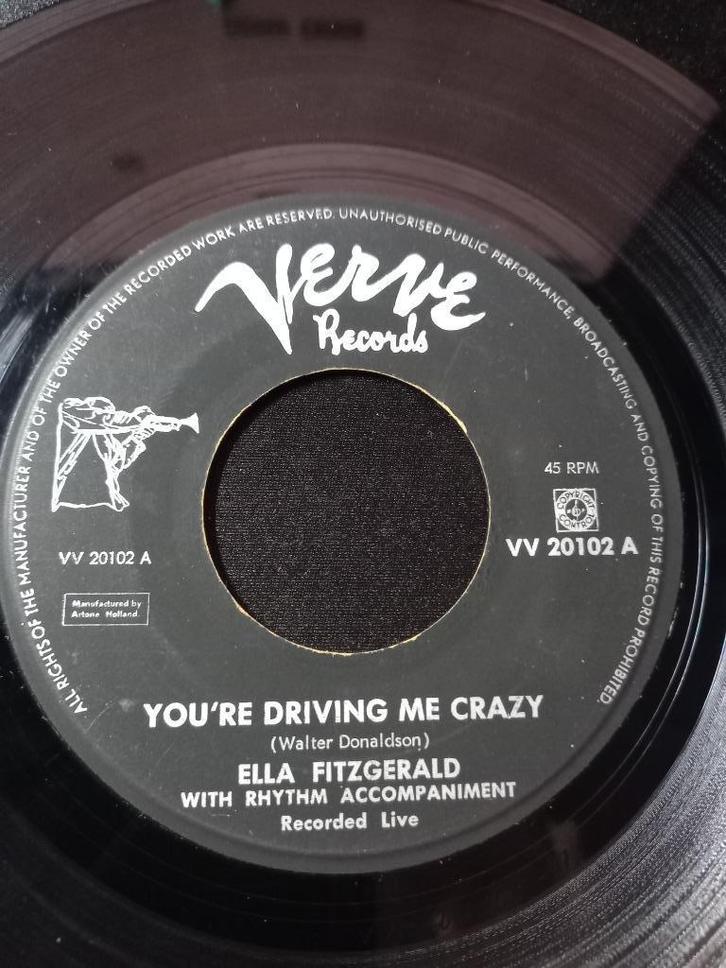 ALL RIGHTS OF THE MANUFACTURER AND OF THE OWNER OF THE RECORDED WORK ARE RESERVED. UNAUTHORISED PUBLIC PERFORMANCE, BROADCASTING AND COPYING OF THIS RECORD PROHIBITED.
Verve
Records
45 RPM
COPYRIGHT
CONTROL
VV 20102 A
VV 20102 A
Manufactured by
Artone Holland.
YOU'RE DRIVING ME CRAZY
(Walter Donaldson)
ELLA FITZGERALD
WITH RHYTHM ACCOMPANIMENT
Recorded Live